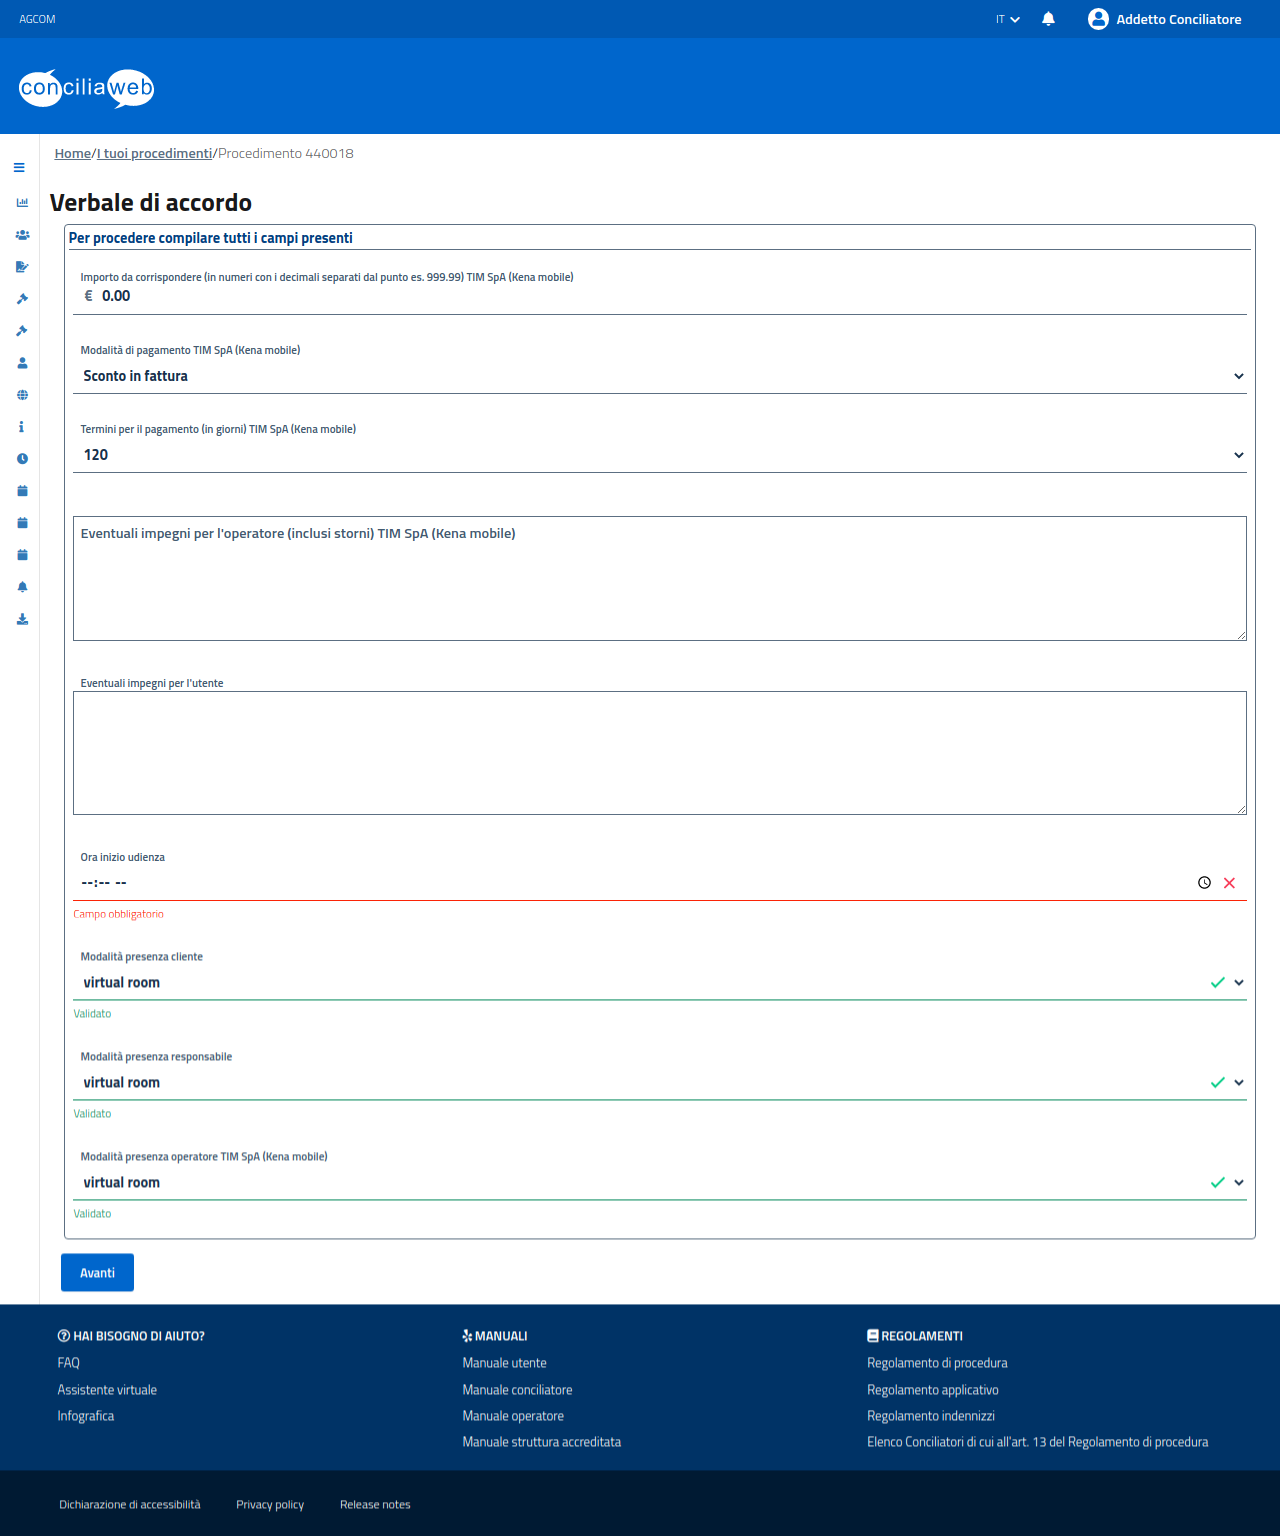 AGCOM
IT
Addetto Conciliatore
conciliaweb
Home/I tuoi procedimenti/Procedimento 440018
Verbale di accordo
Per procedere compilare tutti i campi presenti
Importo da corrispondere (in numeri con i decimali separati dal punto es. 999.99) TIM SpA (Kena mobile)
€ 0.00
Modalità di pagamento TIM SpA (Kena mobile)
Sconto in fattura
Termini per il pagamento (in giorni) TIM SpA (Kena mobile)
120
Eventuali impegni per l'operatore (inclusi storni) TIM SpA (Kena mobile)
Eventuali impegni per l'utente
Ora inizio udienza
--:-- --
Campo obbligatorio
Modalità presenza cliente
virtual room
Validato
Modalità presenza responsabile
virtual room
Validato
Modalità presenza operatore TIM SpA (Kena mobile)
virtual room
Validato
Avanti
HAI BISOGNO DI AIUTO?
FAQ
Assistente virtuale
Infografica
MANUALI
Manuale utente
Manuale conciliatore
Manuale operatore
Manuale struttura accreditata
REGOLAMENTI
Regolamento di procedura
Regolamento applicativo
Regolamento indennizzi
Elenco Conciliatori di cui all'art. 13 del Regolamento di procedura
Dichiarazione di accessibilità
Privacy policy
Release notes